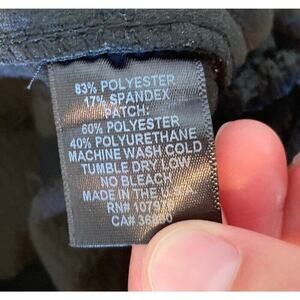 83% POLYESTER
17% SPANDEX
PATCH:
60% POLYESTER
40% POLYURETHANE
MACHINE WASH COLD
TUMBLE DRY LOW
NO BLEACH
MADE IN THE U.S.A.
RN#
CA#